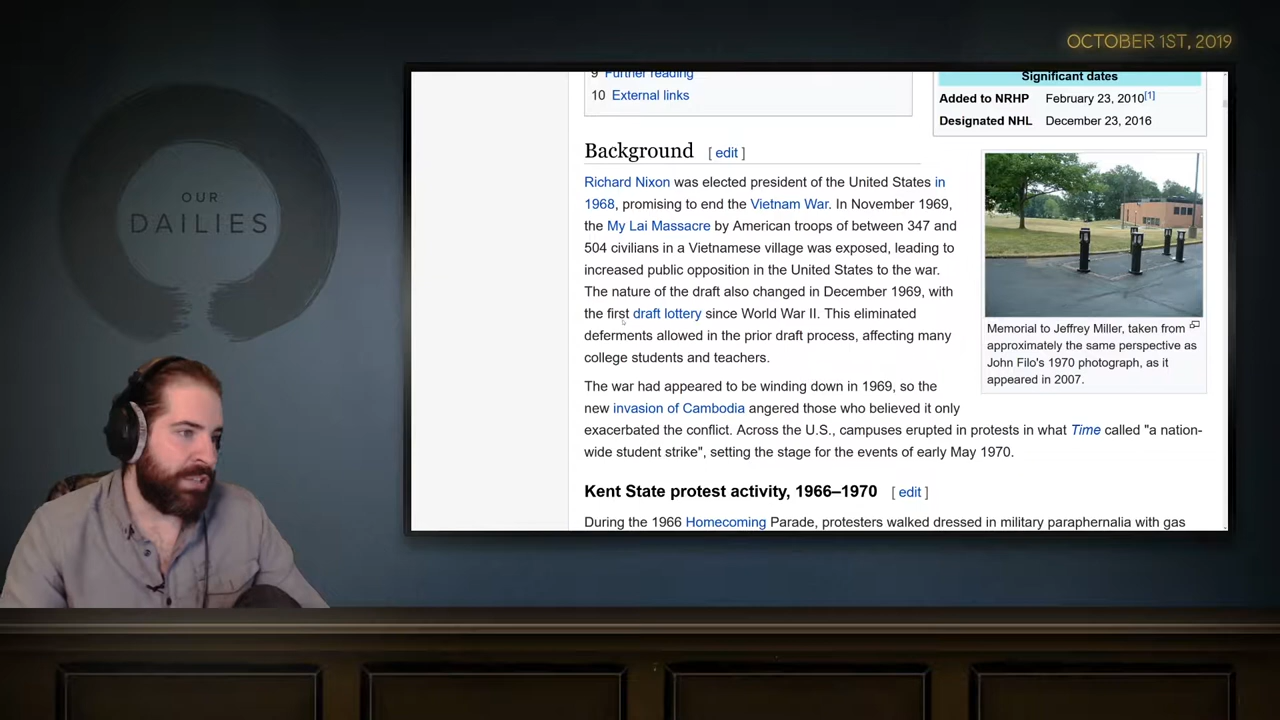 OCTOBER 1ST, 2019
OUR
DAILIES
9 Further reading
10 External links
Significant dates
Added to NRHP February 23, 2010[1]
Designated NHL December 23, 2016
Background [ edit ]
Richard Nixon was elected president of the United States in
1968, promising to end the Vietnam War. In November 1969,
the My Lai Massacre by American troops of between 347 and
504 civilians in a Vietnamese village was exposed, leading to
increased public opposition in the United States to the war.
The nature of the draft also changed in December 1969, with
the first draft lottery since World War II. This eliminated
deferments allowed in the prior draft process, affecting many
college students and teachers.
Memorial to Jeffrey Miller, taken from
approximately the same perspective as
John Filo's 1970 photograph, as it
appeared in 2007.
The war had appeared to be winding down in 1969, so the
new invasion of Cambodia angered those who believed it only
exacerbated the conflict. Across the U.S., campuses erupted in protests in what Time called "a nation-
wide student strike", setting the stage for the events of early May 1970.
Kent State protest activity, 1966–1970 [ edit ]
During the 1966 Homecoming Parade, protesters walked dressed in military paraphernalia with gas